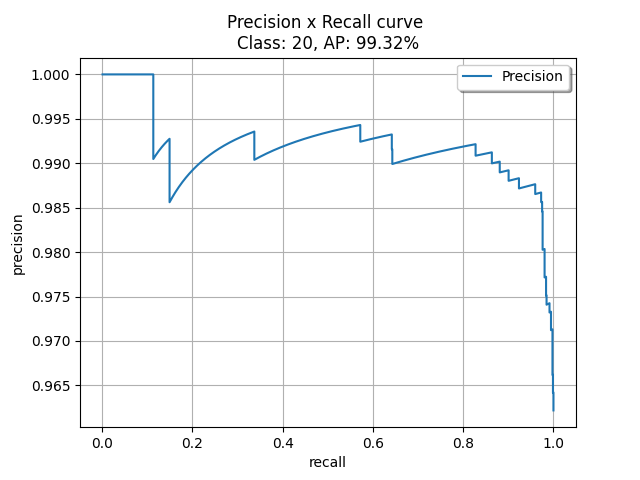 Precision x Recall curve
Class: 20, AP: 99.32%
Precision
1.000
0.995
0.990
0.985
0.980
0.975
0.970
0.965
precision
0.0 0.2 0.4 0.6 0.8 1.0
recall